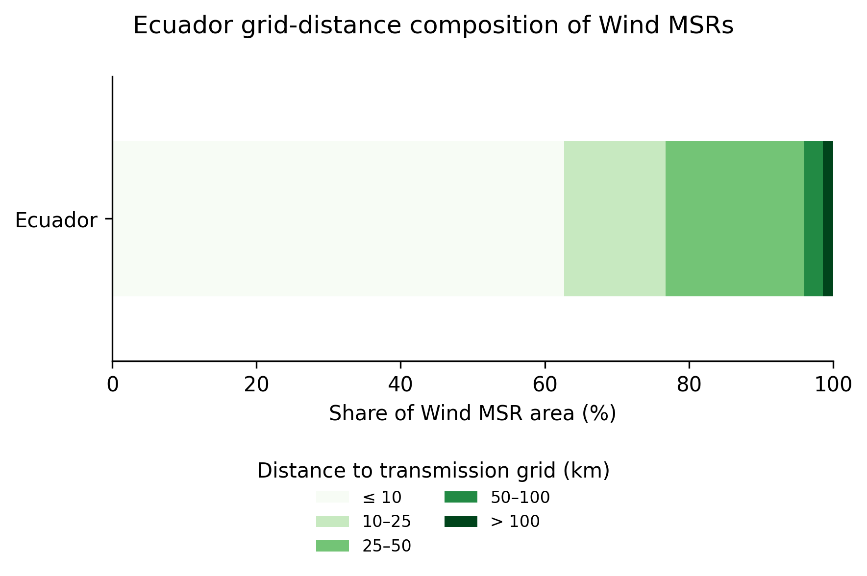 Ecuador grid-distance composition of Wind MSRs
Ecuador
0 20 40 60 80 100
Share of Wind MSR area (%)
Distance to transmission grid (km)
≤ 10
10–25
25–50
50–100
> 100